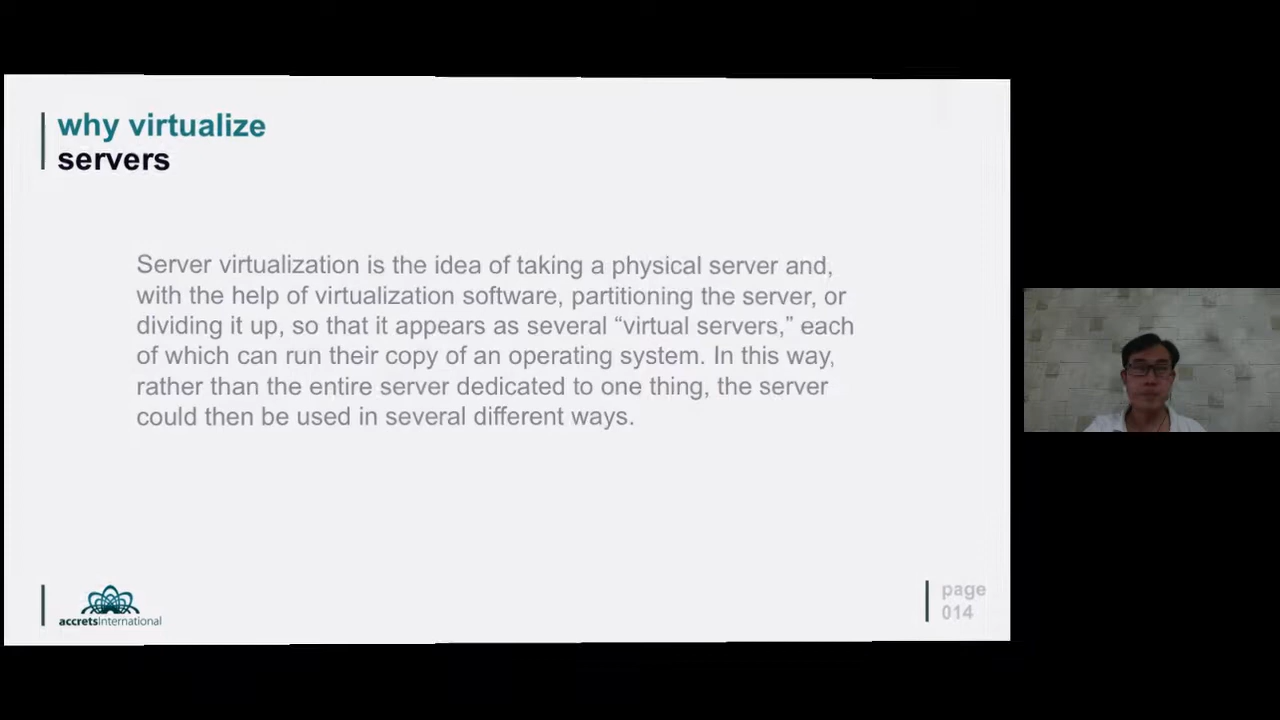 why virtualize
servers
Server virtualization is the idea of taking a physical server and,
with the help of virtualization software, partitioning the server, or
dividing it up, so that it appears as several “virtual servers,” each
of which can run their copy of an operating system. In this way,
rather than the entire server dedicated to one thing, the server
could then be used in several different ways.
accretsInternational
page
014